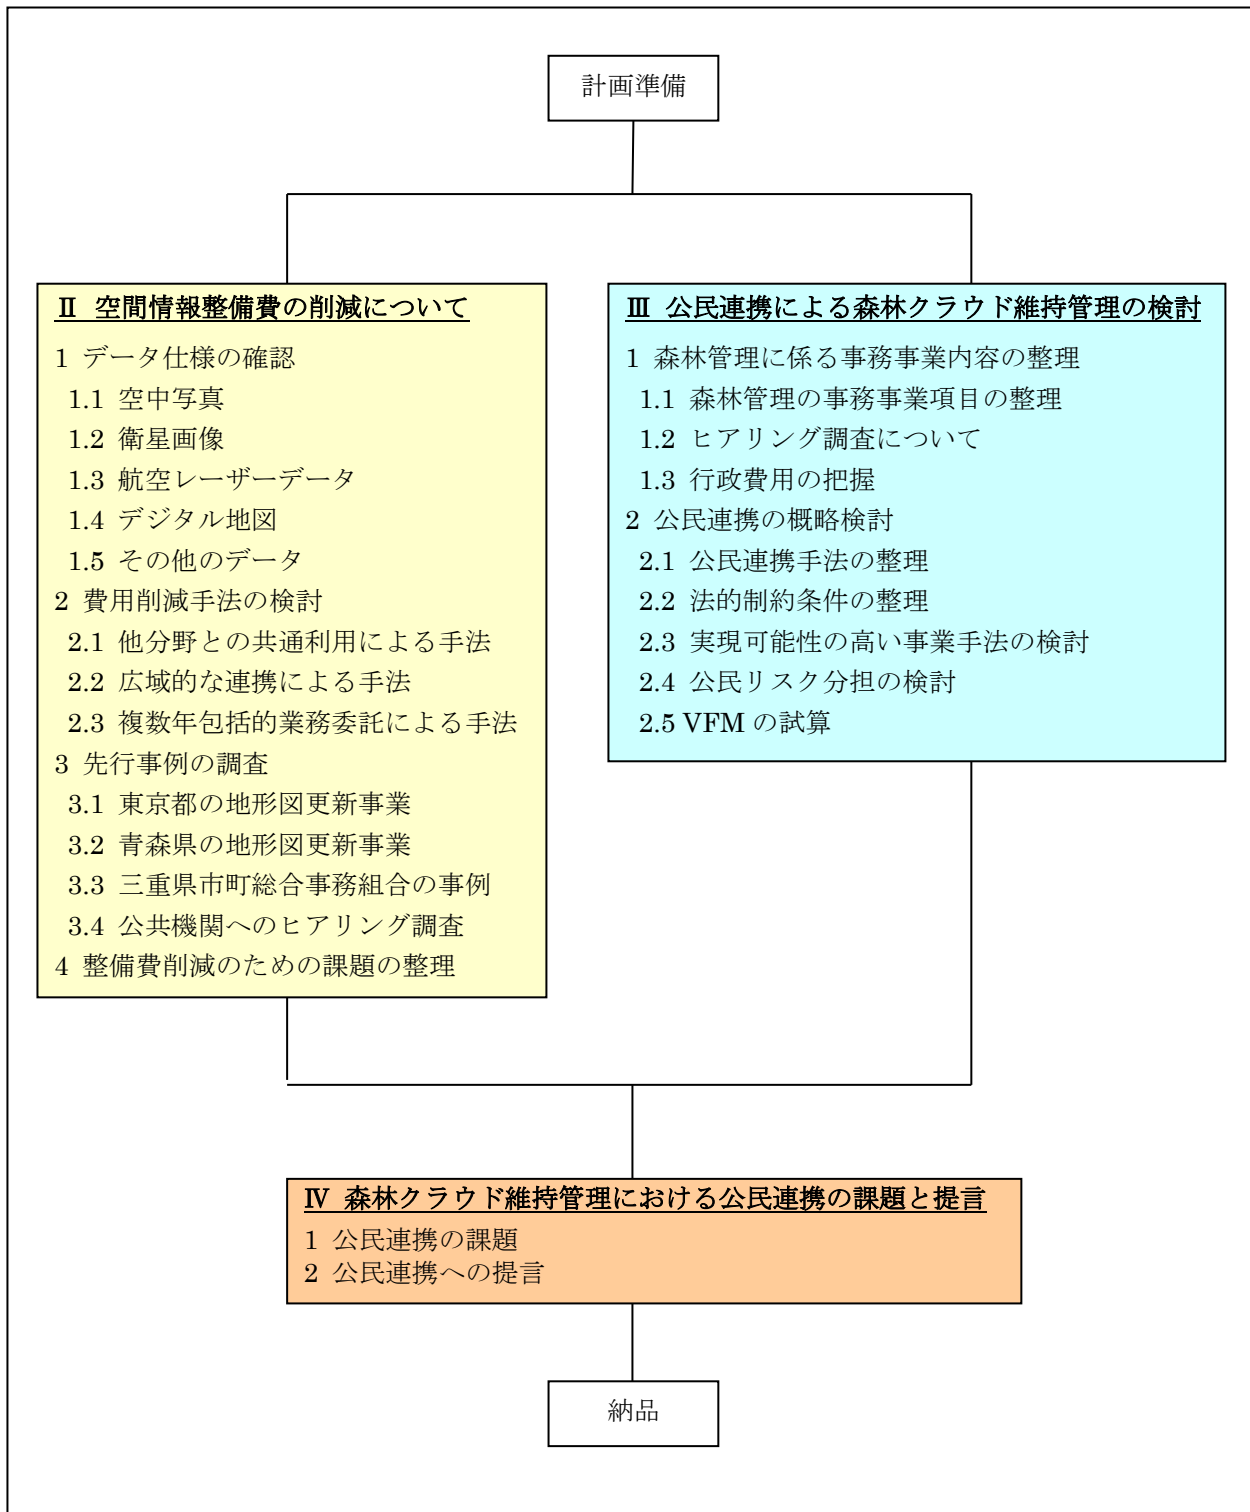 計画準備
Ⅱ 空間情報整備費の削減について
1 データ仕様の確認
1.1 空中写真
1.2 衛星画像
1.3 航空レーザーデータ
1.4 デジタル地図
1.5 その他のデータ
2 費用削減手法の検討
2.1 他分野との共通利用による手法
2.2 広域的な連携による手法
2.3 複数年包括的業務委託による手法
3 先行事例の調査
3.1 東京都の地形図更新事業
3.2 青森県の地形図更新事業
3.3 三重県市町総合事務組合の事例
3.4 公共機関へのヒアリング調査
4 整備費削減のための課題の整理
Ⅲ 公民連携による森林クラウド維持管理の検討
1 森林管理に係る事務事業内容の整理
1.1 森林管理の事務事業項目の整理
1.2 ヒアリング調査について
1.3 行政費用の把握
2 公民連携の概略検討
2.1 公民連携手法の整理
2.2 法的制約条件の整理
2.3 実現可能性の高い事業手法の検討
2.4 公民リスク分担の検討
2.5 VFM の試算
Ⅳ 森林クラウド維持管理における公民連携の課題と提言
1 公民連携の課題
2 公民連携への提言
納品